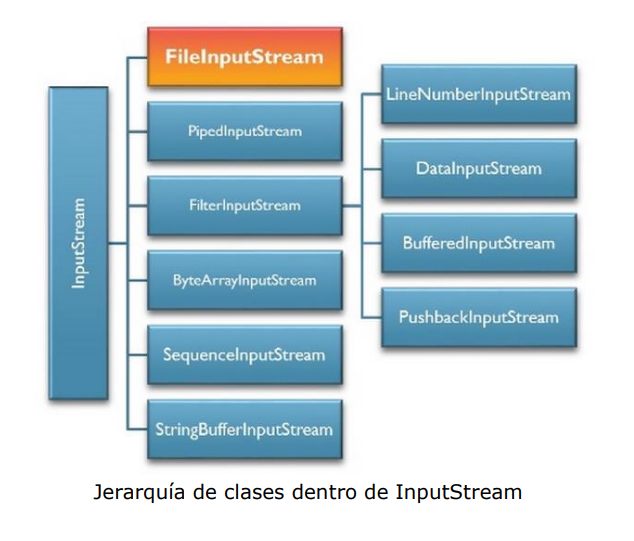 InputStream
FileInputStream
PipedInputStream
FilterInputStream
ByteArrayInputStream
SequenceInputStream
StringBufferInputStream
LineNumberInputStream
DataInputStream
BufferedInputStream
PushbackInputStream
Jerarquía de clases dentro de InputStream